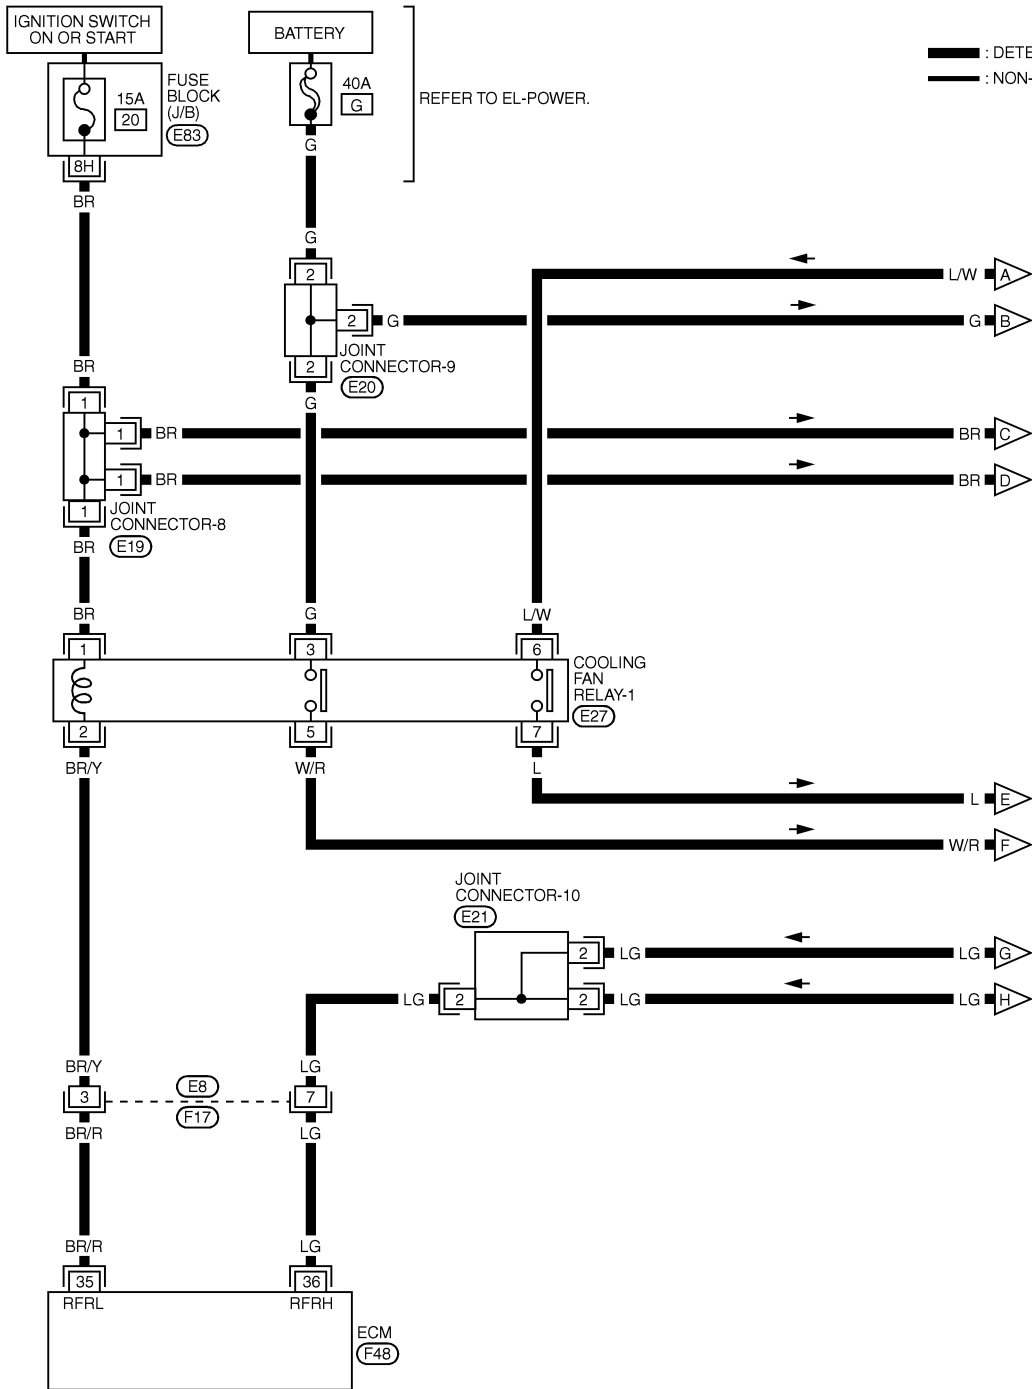 IGNITION SWITCH
ON OR START
BATTERY
: DETE
: NON-
FUSE
BLOCK
(J/B)
E83
15A
20
40A
G
REFER TO EL-POWER.
8H
G
BR
G
2
L/W
A
2
G
G
B
JOINT
CONNECTOR-9
E20
BR
2
1
G
1
BR
BR
C
1
BR
BR
D
1
JOINT
CONNECTOR-8
E19
BR
BR
G
L/W
1
3
6
COOLING
FAN
RELAY-1
E27
2
5
7
BR/Y
W/R
L
L
E
W/R
F
JOINT
CONNECTOR-10
E21
2
LG
LG
G
LG
2
2
LG
LG
H
BR/Y
LG
3
E8
7
F17
BR/R
LG
BR/R
LG
35
36
RFRL
RFRH
ECM
F48